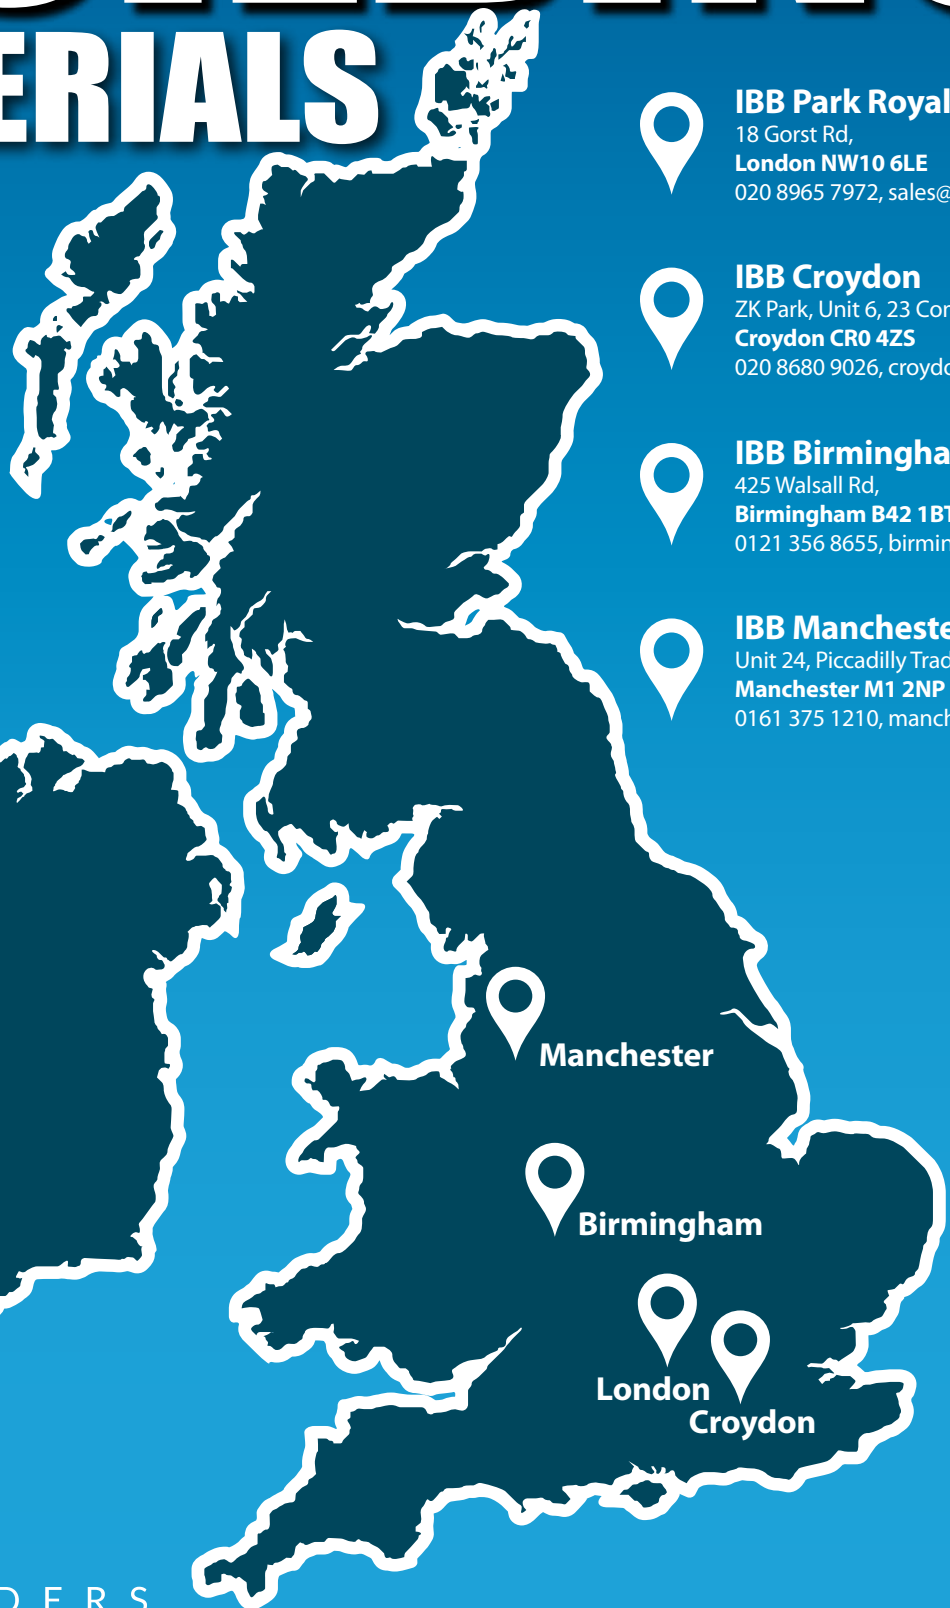 ERIALS
IBB Park Royal
18 Gorst Rd,
London NW10 6LE
020 8965 7972, sales@
IBB Croydon
ZK Park, Unit 6, 23 Cor
Croydon CR0 4ZS
020 8680 9026, croydo
IBB Birmingha
425 Walsall Rd,
Birmingham B42 1BT
0121 356 8655, birmin
IBB Mancheste
Unit 24, Piccadilly Trad
Manchester M1 2NP
0161 375 1210, manch
Manchester
Birmingham
London
Croydon
DERS